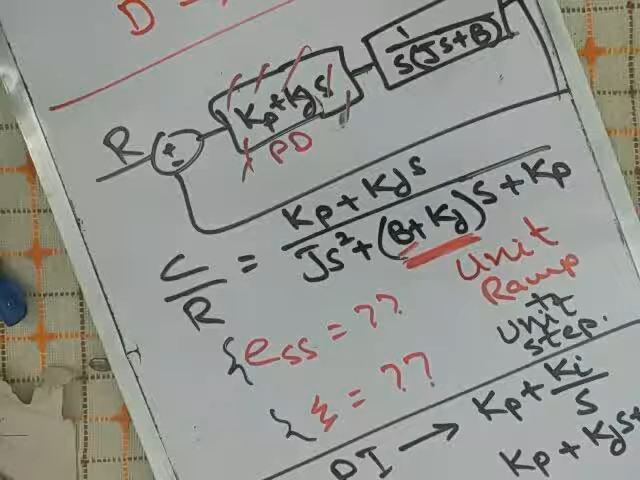 D
1
S(JS+B)
Kp+KdS
R
+
-
PD
Kp+KdS
C/R = 
JS²+(B+Kd)S+Kp
Unit
Ramp
ess = ??
Unit
step.
ξ = ??
Kp+Ki/S
PI →
Kp+KdS+